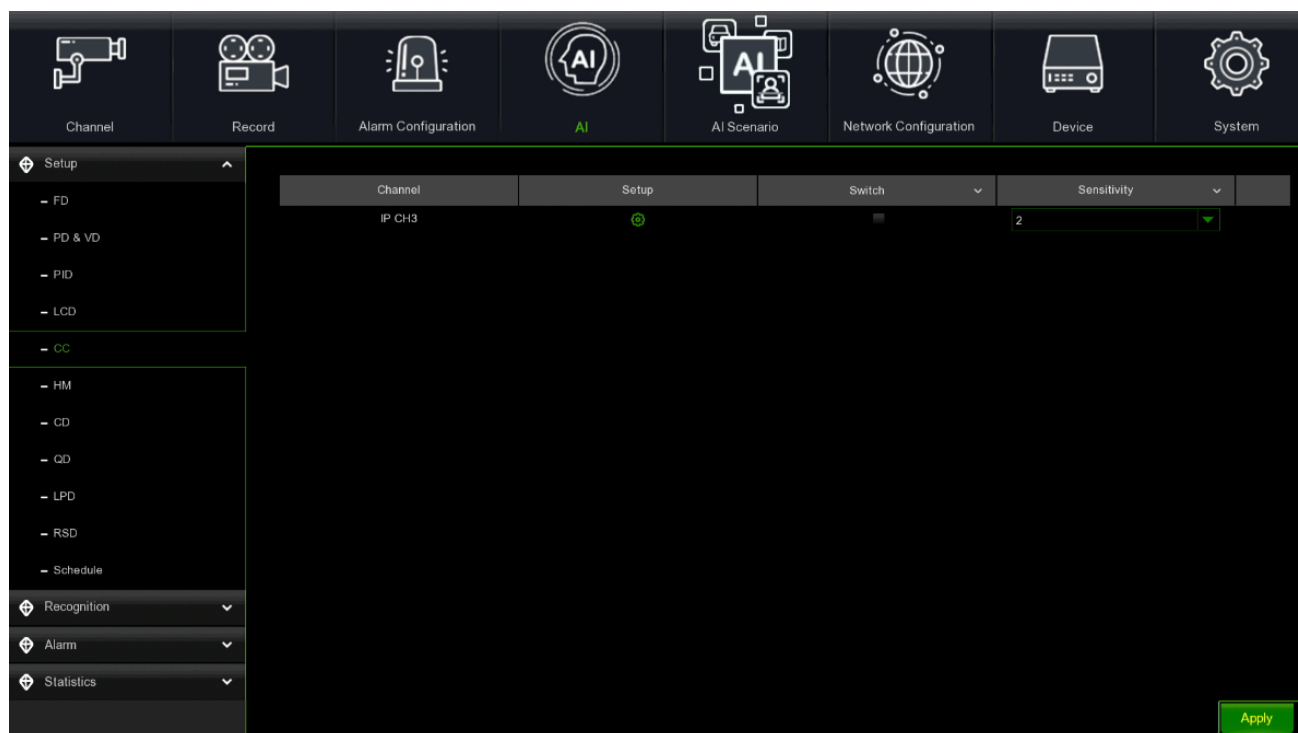 AI
AI
Channel
Record
Alarm Configuration
AI
AI Scenario
Network Configuration
Device
System
Setup
Channel
Setup
Switch
Sensitivity
– FD
IP CH3
2
– PD & VD
– PID
– LCD
– CC
– HM
– CD
– QD
– LPD
– RSD
– Schedule
Recognition
Alarm
Statistics
Apply